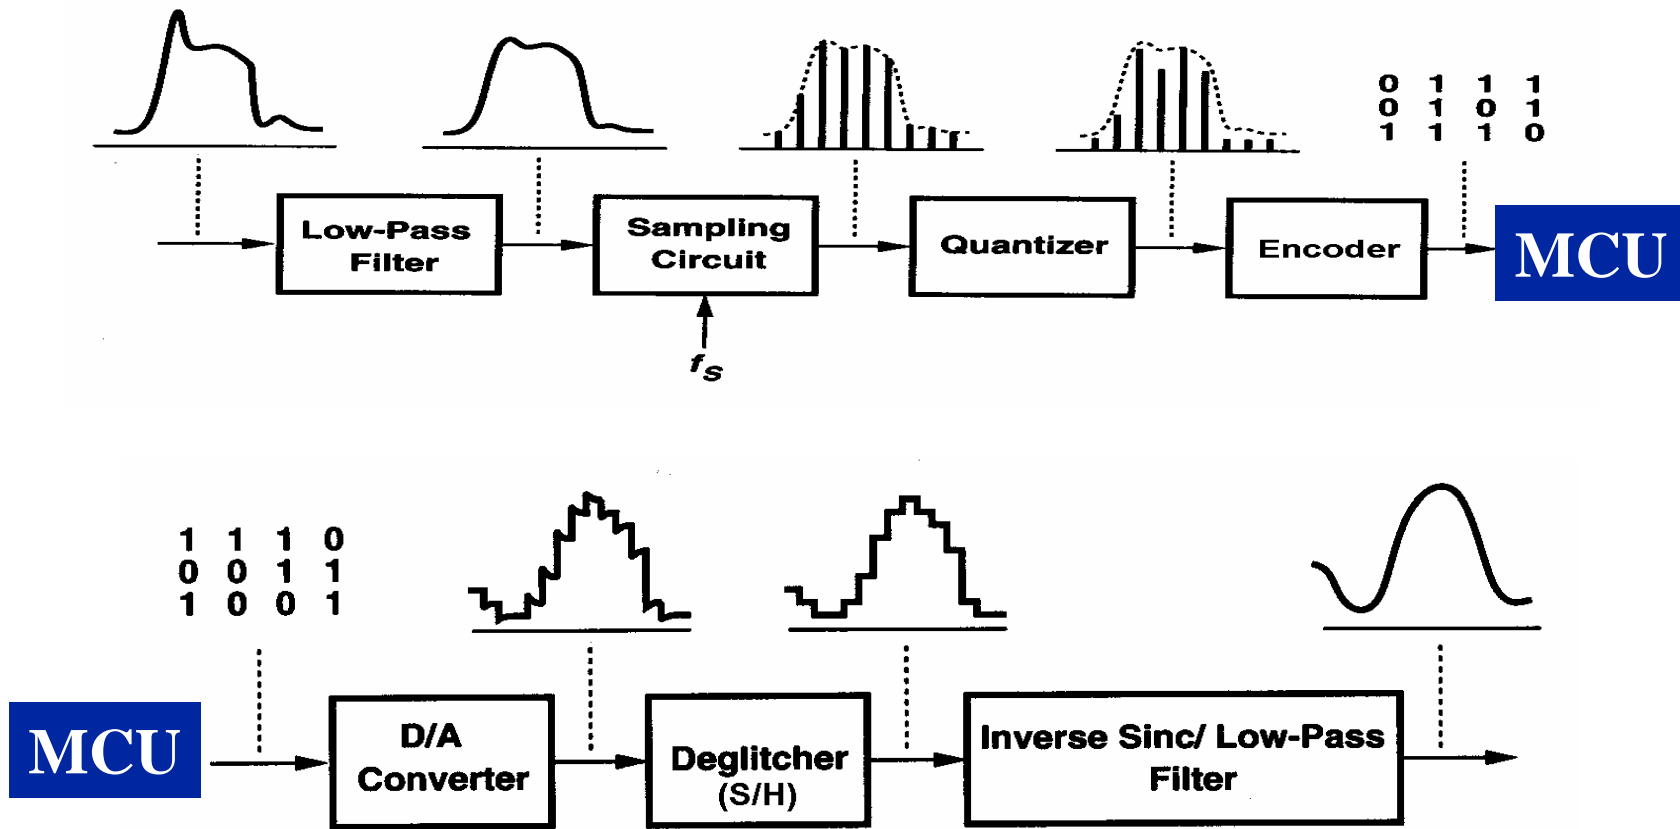 0 1 1 1
0 1 0 1
1 1 1 0
Low-Pass
Filter
Sampling
Circuit
Quantizer
Encoder
MCU
fS
1 1 1 0
0 0 1 1
1 0 0 1
MCU
D/A
Converter
Deglitcher
(S/H)
Inverse Sinc/ Low-Pass
Filter